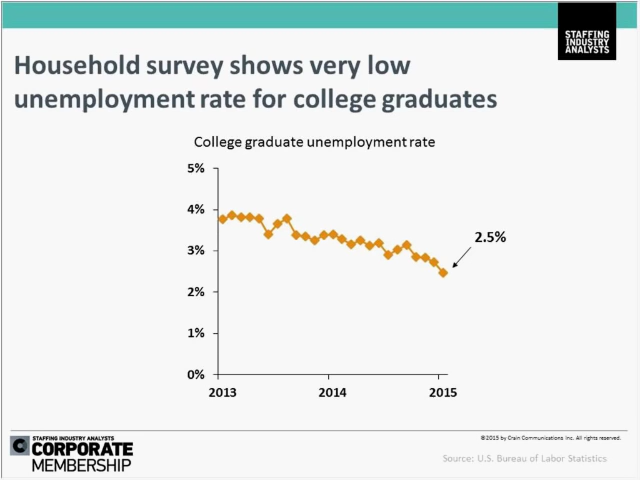 STAFFING
INDUSTRY
ANALYSTS
Household survey shows very low
unemployment rate for college graduates
College graduate unemployment rate
5%
4%
3%
2%
1%
0%
2.5%
2013
2014
2015
STAFFING INDUSTRY ANALYSTS
C CORPORATE
MEMBERSHIP
©2015 by Crain Communications Inc. All rights reserved.
Source: U.S. Bureau of Labor Statistics